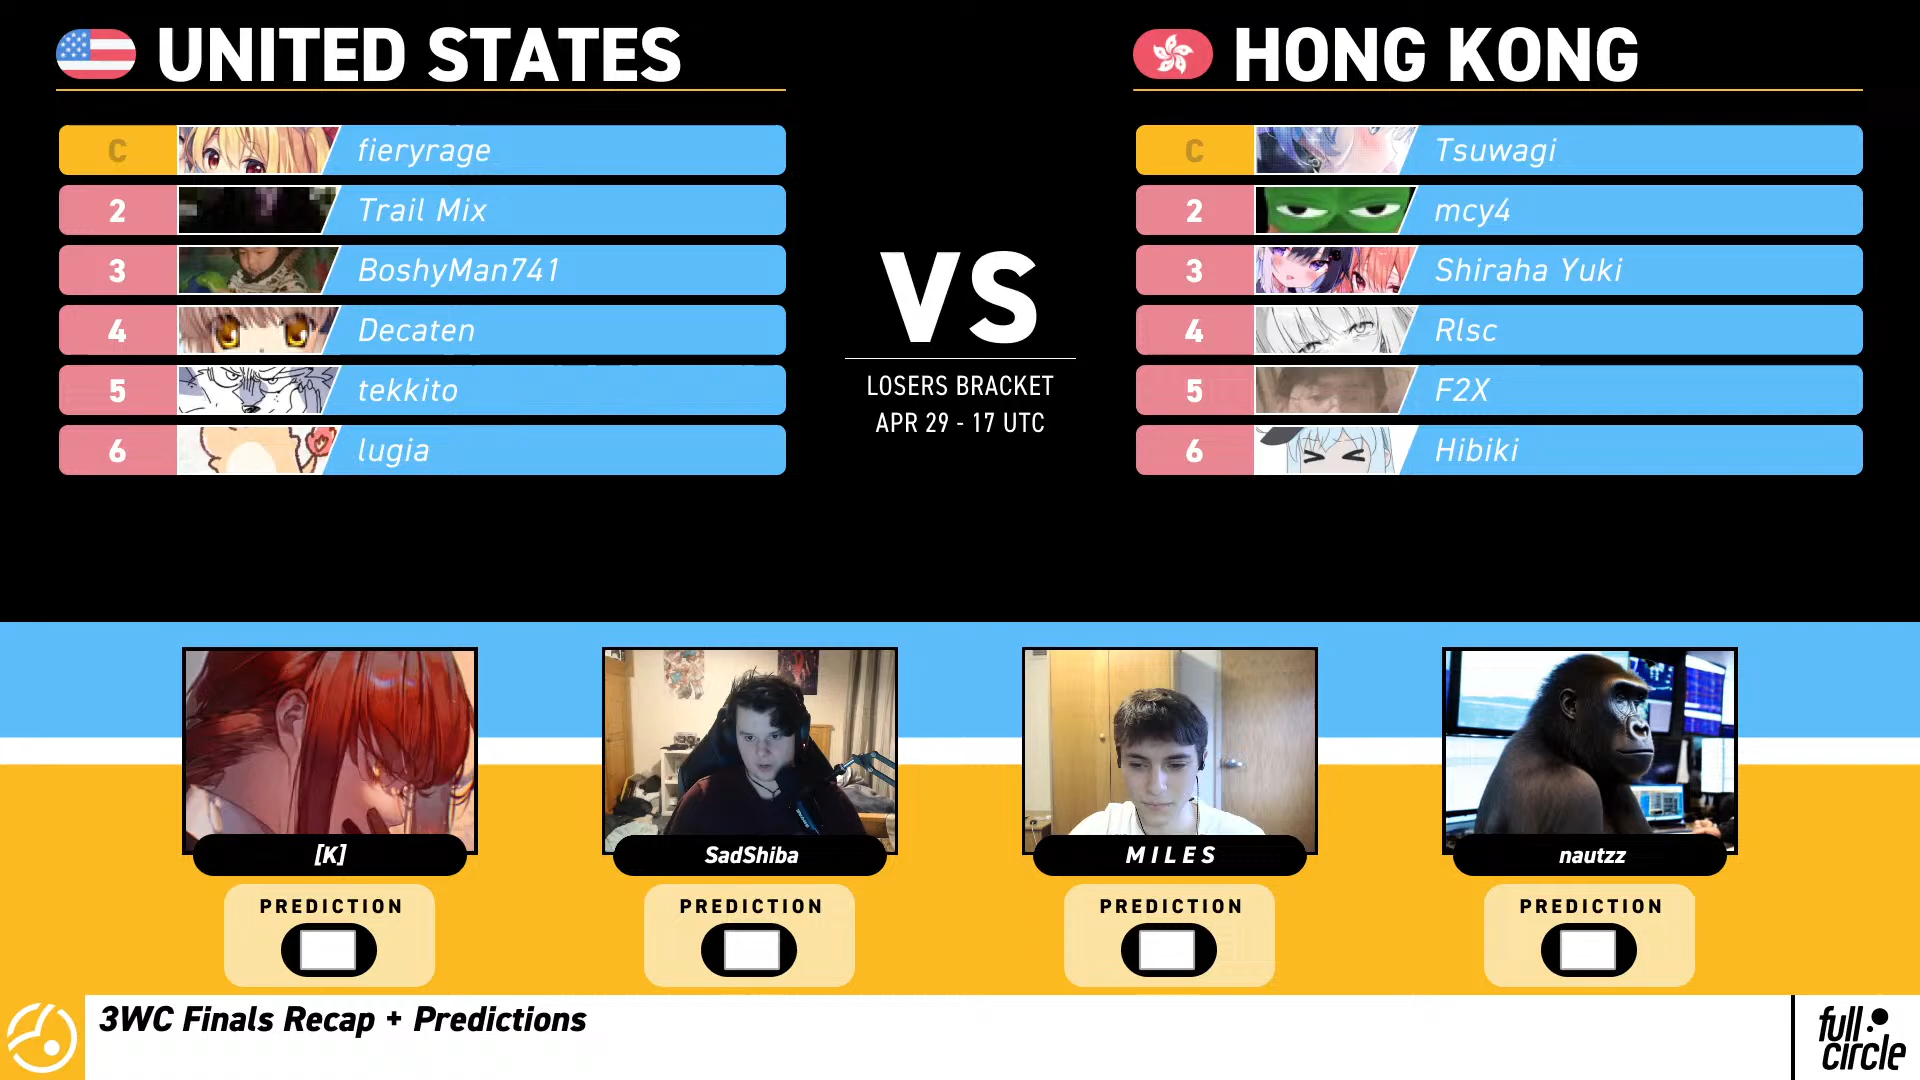 UNITED STATES
C fieryrage
2 Trail Mix
3 BoshyMan741
4 Decaten
5 tekkito
6 lugia
VS
LOSERS BRACKET
APR 29 - 17 UTC
HONG KONG
C Tsuwagi
2 mcy4
3 Shiraha Yuki
4 Rlsc
5 F2X
6 Hibiki
[K]
SadShiba
MILES
nautzz
PREDICTION
PREDICTION
PREDICTION
PREDICTION
3WC Finals Recap + Predictions
full
circle